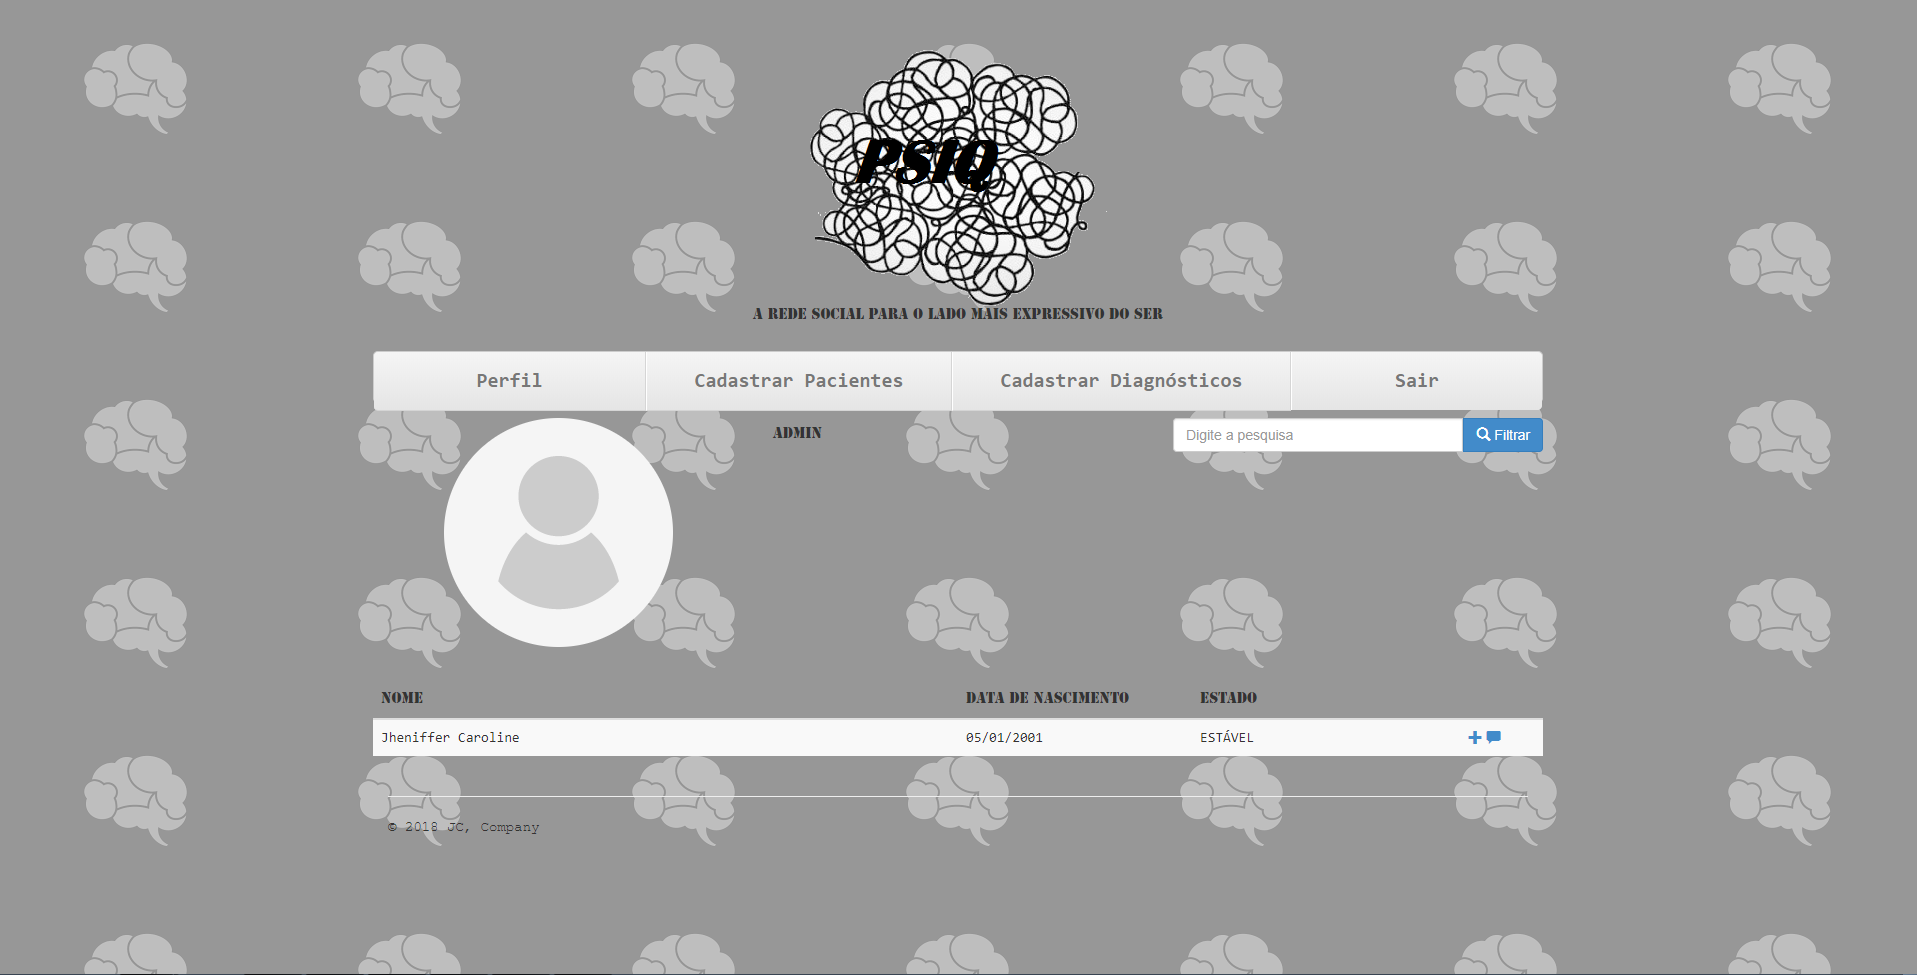 PSIQ
A REDE SOCIAL PARA O LADO MAIS EXPRESSIVO DO SER
Perfil Cadastrar Pacientes Cadastrar Diagnósticos Sair
ADMIN Digite a pesquisa Filtrar
NOME DATA DE NASCIMENTO ESTADO
Jheniffer Caroline 05/01/2001 ESTÁVEL
© 2018 JC, Company